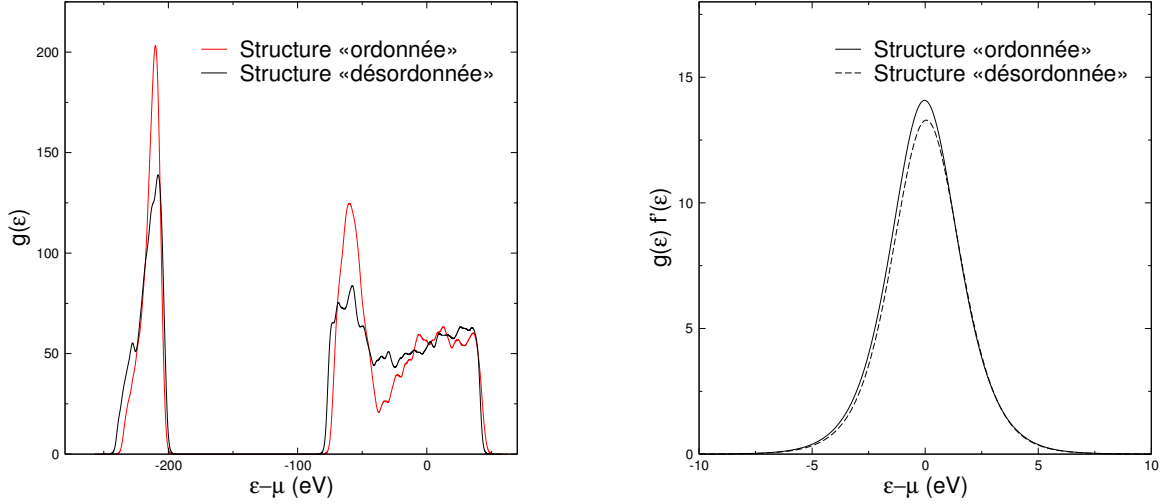 Structure «ordonnée»
Structure «désordonnée»
200
150
100
50
0
g(ε)
-200
-100
0
ε−μ (eV)
Structure «ordonnée»
Structure «désordonnée»
15
10
5
0
g(ε) f'(ε)
-10
-5
0
5
10
ε−μ (eV)